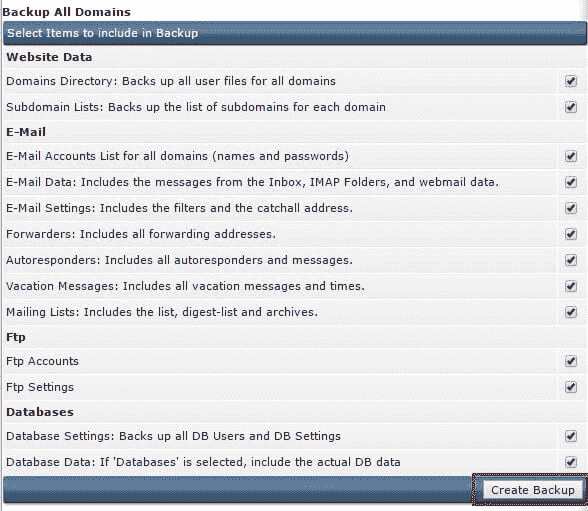 Backup All Domains
Select Items to include in Backup
Website Data
Domains Directory: Backs up all user files for all domains
Subdomain Lists: Backs up the list of subdomains for each domain
E-Mail
E-Mail Accounts List for all domains (names and passwords)
E-Mail Data: Includes the messages from the Inbox, IMAP Folders, and webmail data.
E-Mail Settings: Includes the filters and the catchall address.
Forwarders: Includes all forwarding addresses.
Autoresponders: Includes all autoresponders and messages.
Vacation Messages: Includes all vacation messages and times.
Mailing Lists: Includes the list, digest-list and archives.
Ftp
Ftp Accounts
Ftp Settings
Databases
Database Settings: Backs up all DB Users and DB Settings
Database Data: If 'Databases' is selected, include the actual DB data
Create Backup